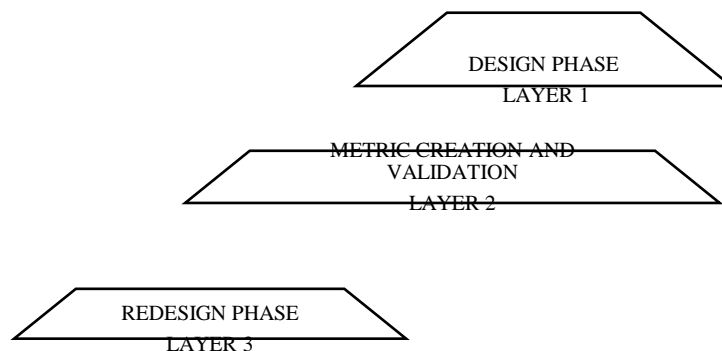 DESIGN PHASE
LAYER 1
METRIC CREATION AND
VALIDATION
LAYER 2
REDESIGN PHASE
LAYER 3